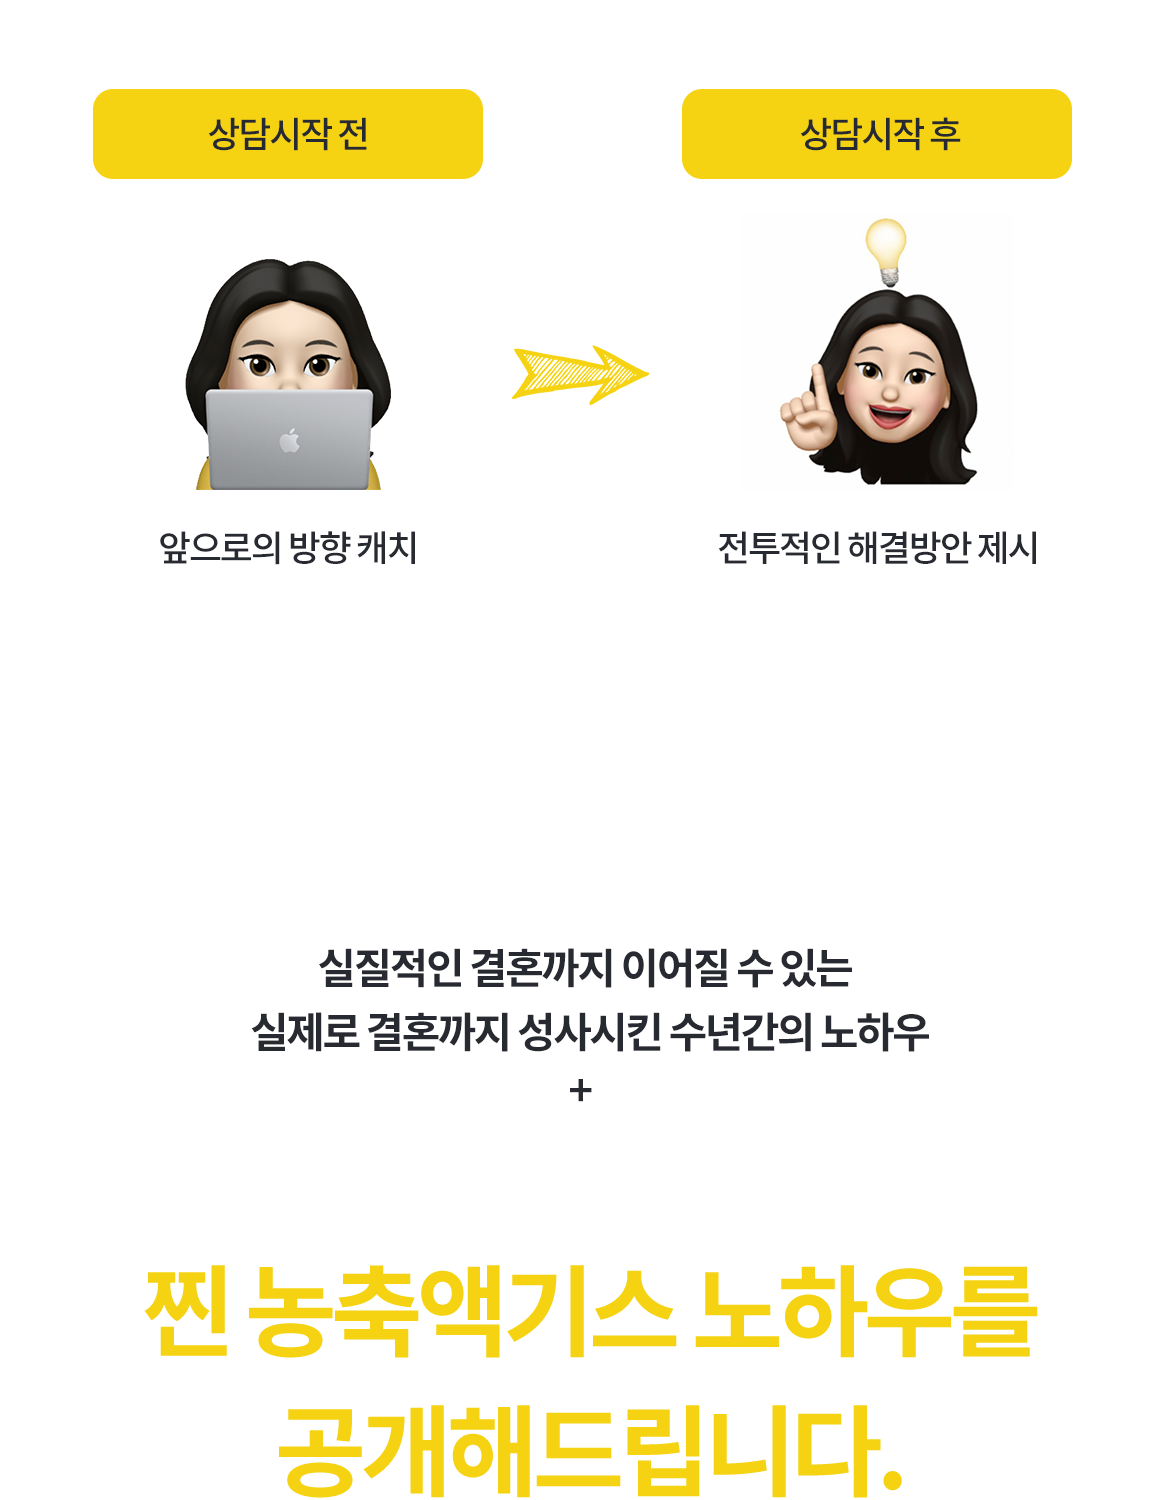 상담시작 전
상담시작 후
앞으로의 방향 캐치
전투적인 해결방안 제시
실질적인 결혼까지 이어질 수 있는
실제로 결혼까지 성사시킨 수년간의 노하우
+
찐 농축액기스 노하우를
공개해드립니다.